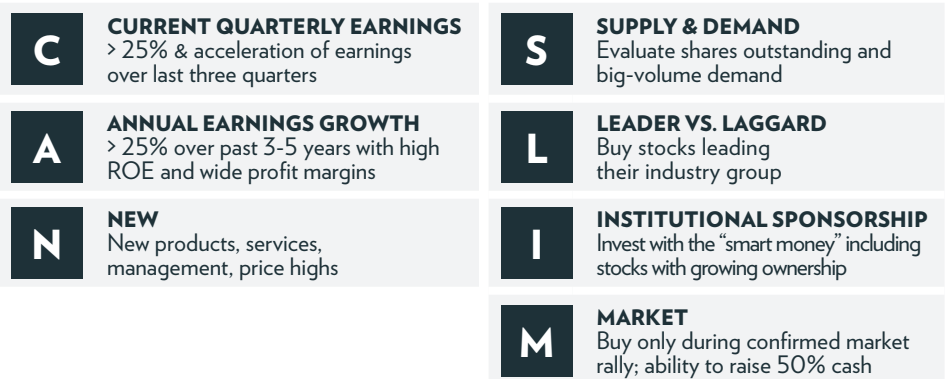 C
CURRENT QUARTERLY EARNINGS
> 25% & acceleration of earnings
over last three quarters
A
ANNUAL EARNINGS GROWTH
> 25% over past 3-5 years with high
ROE and wide profit margins
N
NEW
New products, services,
management, price highs
S
SUPPLY & DEMAND
Evaluate shares outstanding and
big-volume demand
L
LEADER VS. LAGGARD
Buy stocks leading
their industry group
I
INSTITUTIONAL SPONSORSHIP
Invest with the “smart money” including
stocks with growing ownership
M
MARKET
Buy only during confirmed market
rally; ability to raise 50% cash